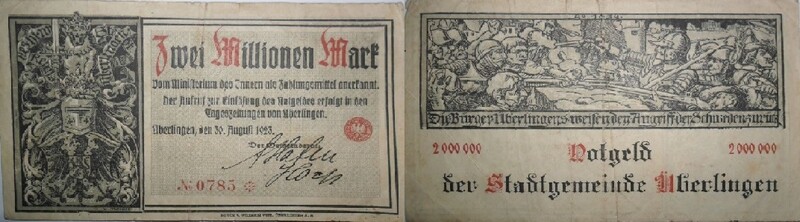 Zwei Millionen Mark
Vom Ministerium des Innern als Zahlungsmittel anerkannt.
Der Aufruf zur Einlösung des Notgeldes erfolgt in den
Tageszeitungen von Überlingen.
Überlingen, den 30. August 1923.
Der Gemeinderat:
№ 0785
Die Bürger Überlingens weisen den Angriff der Schweden zurück
2 000 000 Notgeld 2 000 000
der Stadtgemeinde Überlingen